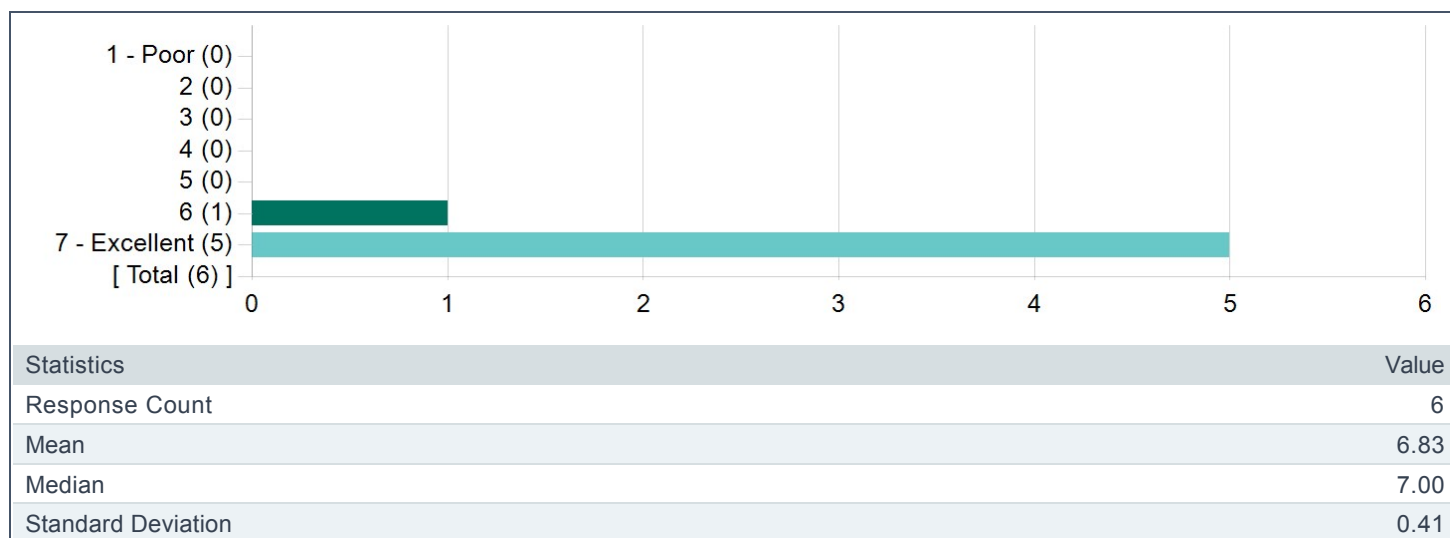 1 - Poor (0)
2 (0)
3 (0)
4 (0)
5 (0)
6 (1)
7 - Excellent (5)
[ Total (6) ]
0 1 2 3 4 5 6
Statistics Value
Response Count 6
Mean 6.83
Median 7.00
Standard Deviation 0.41